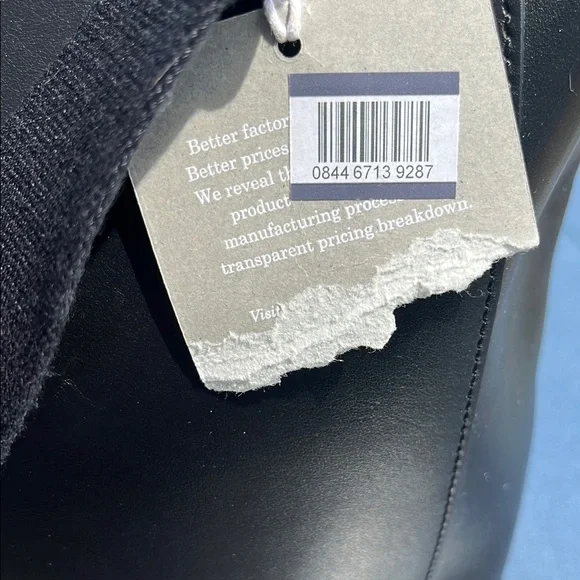 Better factor
Better prices
We reveal th
product
manufacturing process
transparent pricing breakdown.
0844 6713 9287
Visit